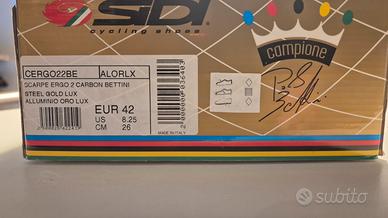 SIDI
cycling shoes
campione
CERGO22BE
ALORLX
SCARPE ERGO 2 CARBON BETTINI
STEEL GOLD LUX
ALLUMINIO ORO LUX
EUR 42
US 8.25
CM 26
MADE IN ITALY
subito